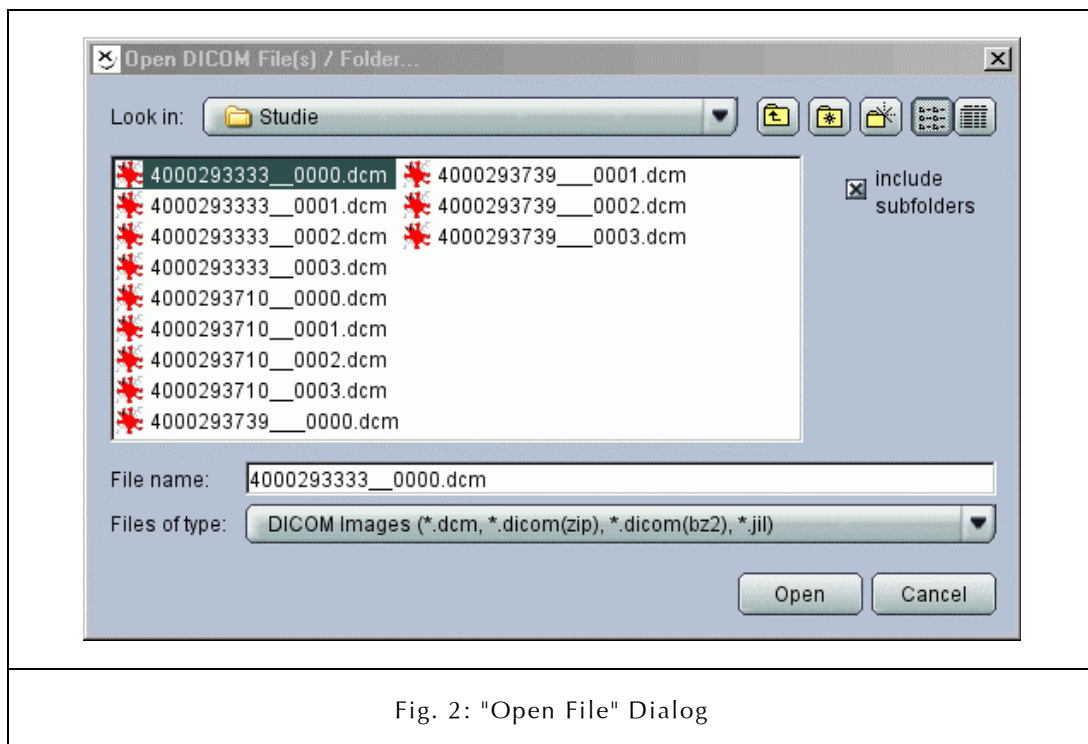 Open DICOM File(s) / Folder...
Look in: Studie
4000293333__0000.dcm 4000293739___0001.dcm
4000293333__0001.dcm 4000293739___0002.dcm
4000293333__0002.dcm 4000293739___0003.dcm
4000293333__0003.dcm
4000293710__0000.dcm
4000293710__0001.dcm
4000293710__0002.dcm
4000293710__0003.dcm
4000293739___0000.dcm
include
subfolders
File name: 4000293333__0000.dcm
Files of type: DICOM Images (*.dcm, *.dicom(zip), *.dicom(bz2), *.jil)
Open Cancel
Fig. 2: "Open File" Dialog